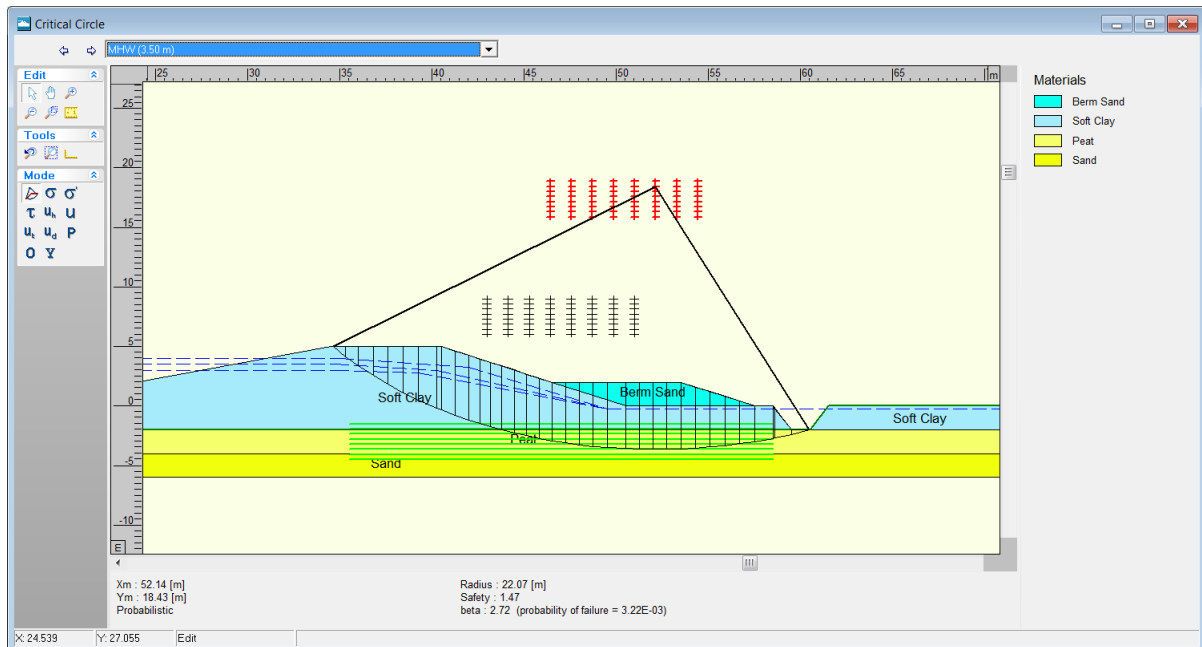 Critical Circle
MHW (3.50 m)
Edit
Tools
Mode
σ σ'
τ uh u
ut ud P
O Y
25 30 35 40 45 50 55 60 65 m
25
20
15
10
5
0
-5
-10
E
Soft Clay
Berm Sand
Peat
Sand
Soft Clay
Materials
Berm Sand
Soft Clay
Peat
Sand
Xm : 52.14 [m]
Ym : 18.43 [m]
Probabilistic
Radius : 22.07 [m]
Safety : 1.47
beta : 2.72 (probability of failure = 3.22E-03)
X: 24.539 Y: 27.055 Edit